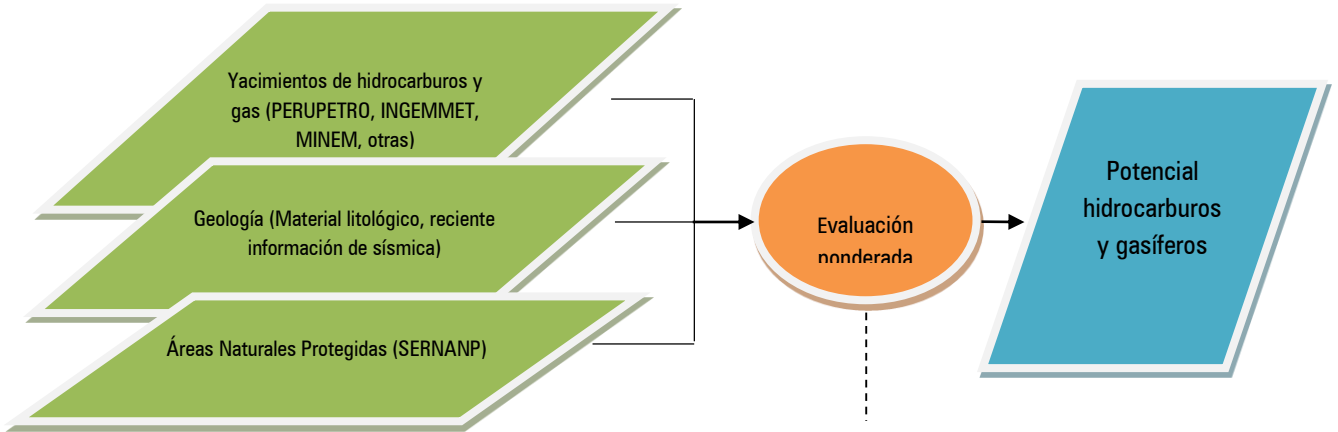 Yacimientos de hidrocarburos y
gas (PERUPETRO, INGEMMET,
MINEM, otras)
Geología (Material litológico, reciente
información de sísmica)
Áreas Naturales Protegidas (SERNANP)
Evaluación
ponderada
Potencial
hidrocarburos
y gasíferos